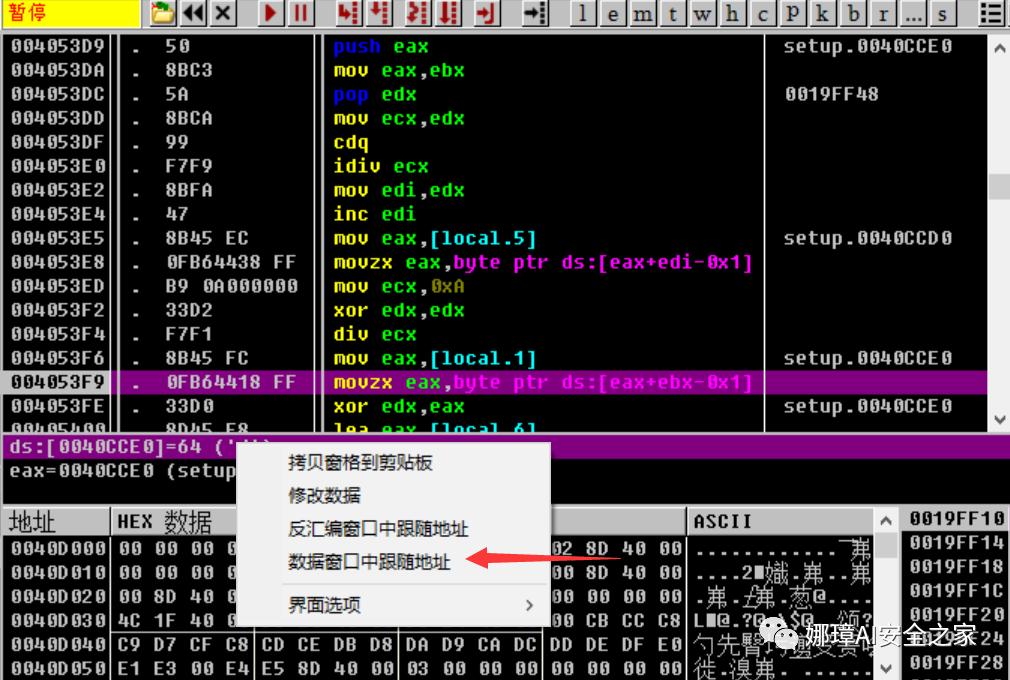 暂停 l e m t w h c p k b r ... s
004053D9 . 50 push eax setup.0040CCE0
004053DA . 8BC3 mov eax,ebx
004053DC . 5A pop edx 0019FF48
004053DD . 8BCA mov ecx,edx
004053DF . 99 cdq
004053E0 . F7F9 idiv ecx
004053E2 . 8BFA mov edi,edx
004053E4 . 47 inc edi
004053E5 . 8B45 EC mov eax,[local.5] setup.0040CCD0
004053E8 . 0FB64438 FF movzx eax,byte ptr ds:[eax+edi-0x1]
004053ED . B9 0A000000 mov ecx,0xA
004053F2 . 33D2 xor edx,edx
004053F4 . F7F1 div ecx
004053F6 . 8B45 FC mov eax,[local.1] setup.0040CCE0
004053F9 . 0FB64418 FF movzx eax,byte ptr ds:[eax+ebx-0x1]
004053FE . 33D0 xor edx,eax setup.0040CCE0
00405400 . 8D45 E8 lea eax,[local.6]
ds:[0040CCE0]=64 ('d')
eax=0040CCE0 (setup
拷贝窗格到剪贴板
修改数据
反汇编窗口中跟随地址
数据窗口中跟随地址
界面选项
地址 HEX 数据 ASCII 0019FF10
0040D000 00 00 00 02 8D 40 00 0019FF14
0040D010 00 00 00 00 8D 40 00 0019FF18
0040D020 00 8D 40 00 00 00 00 0019FF1C
0040D030 4C 1F 40 00 CB CC C8 0019FF20
0040D040 C9 D7 CF C8 CD CE DB D8 DA D9 CA DC DD DE DF E0
0040D050 E1 E3 00 E4 E5 8D 40 00 03 00 00 00 00 00 00 00 0019FF28
娜璋AI安全之家